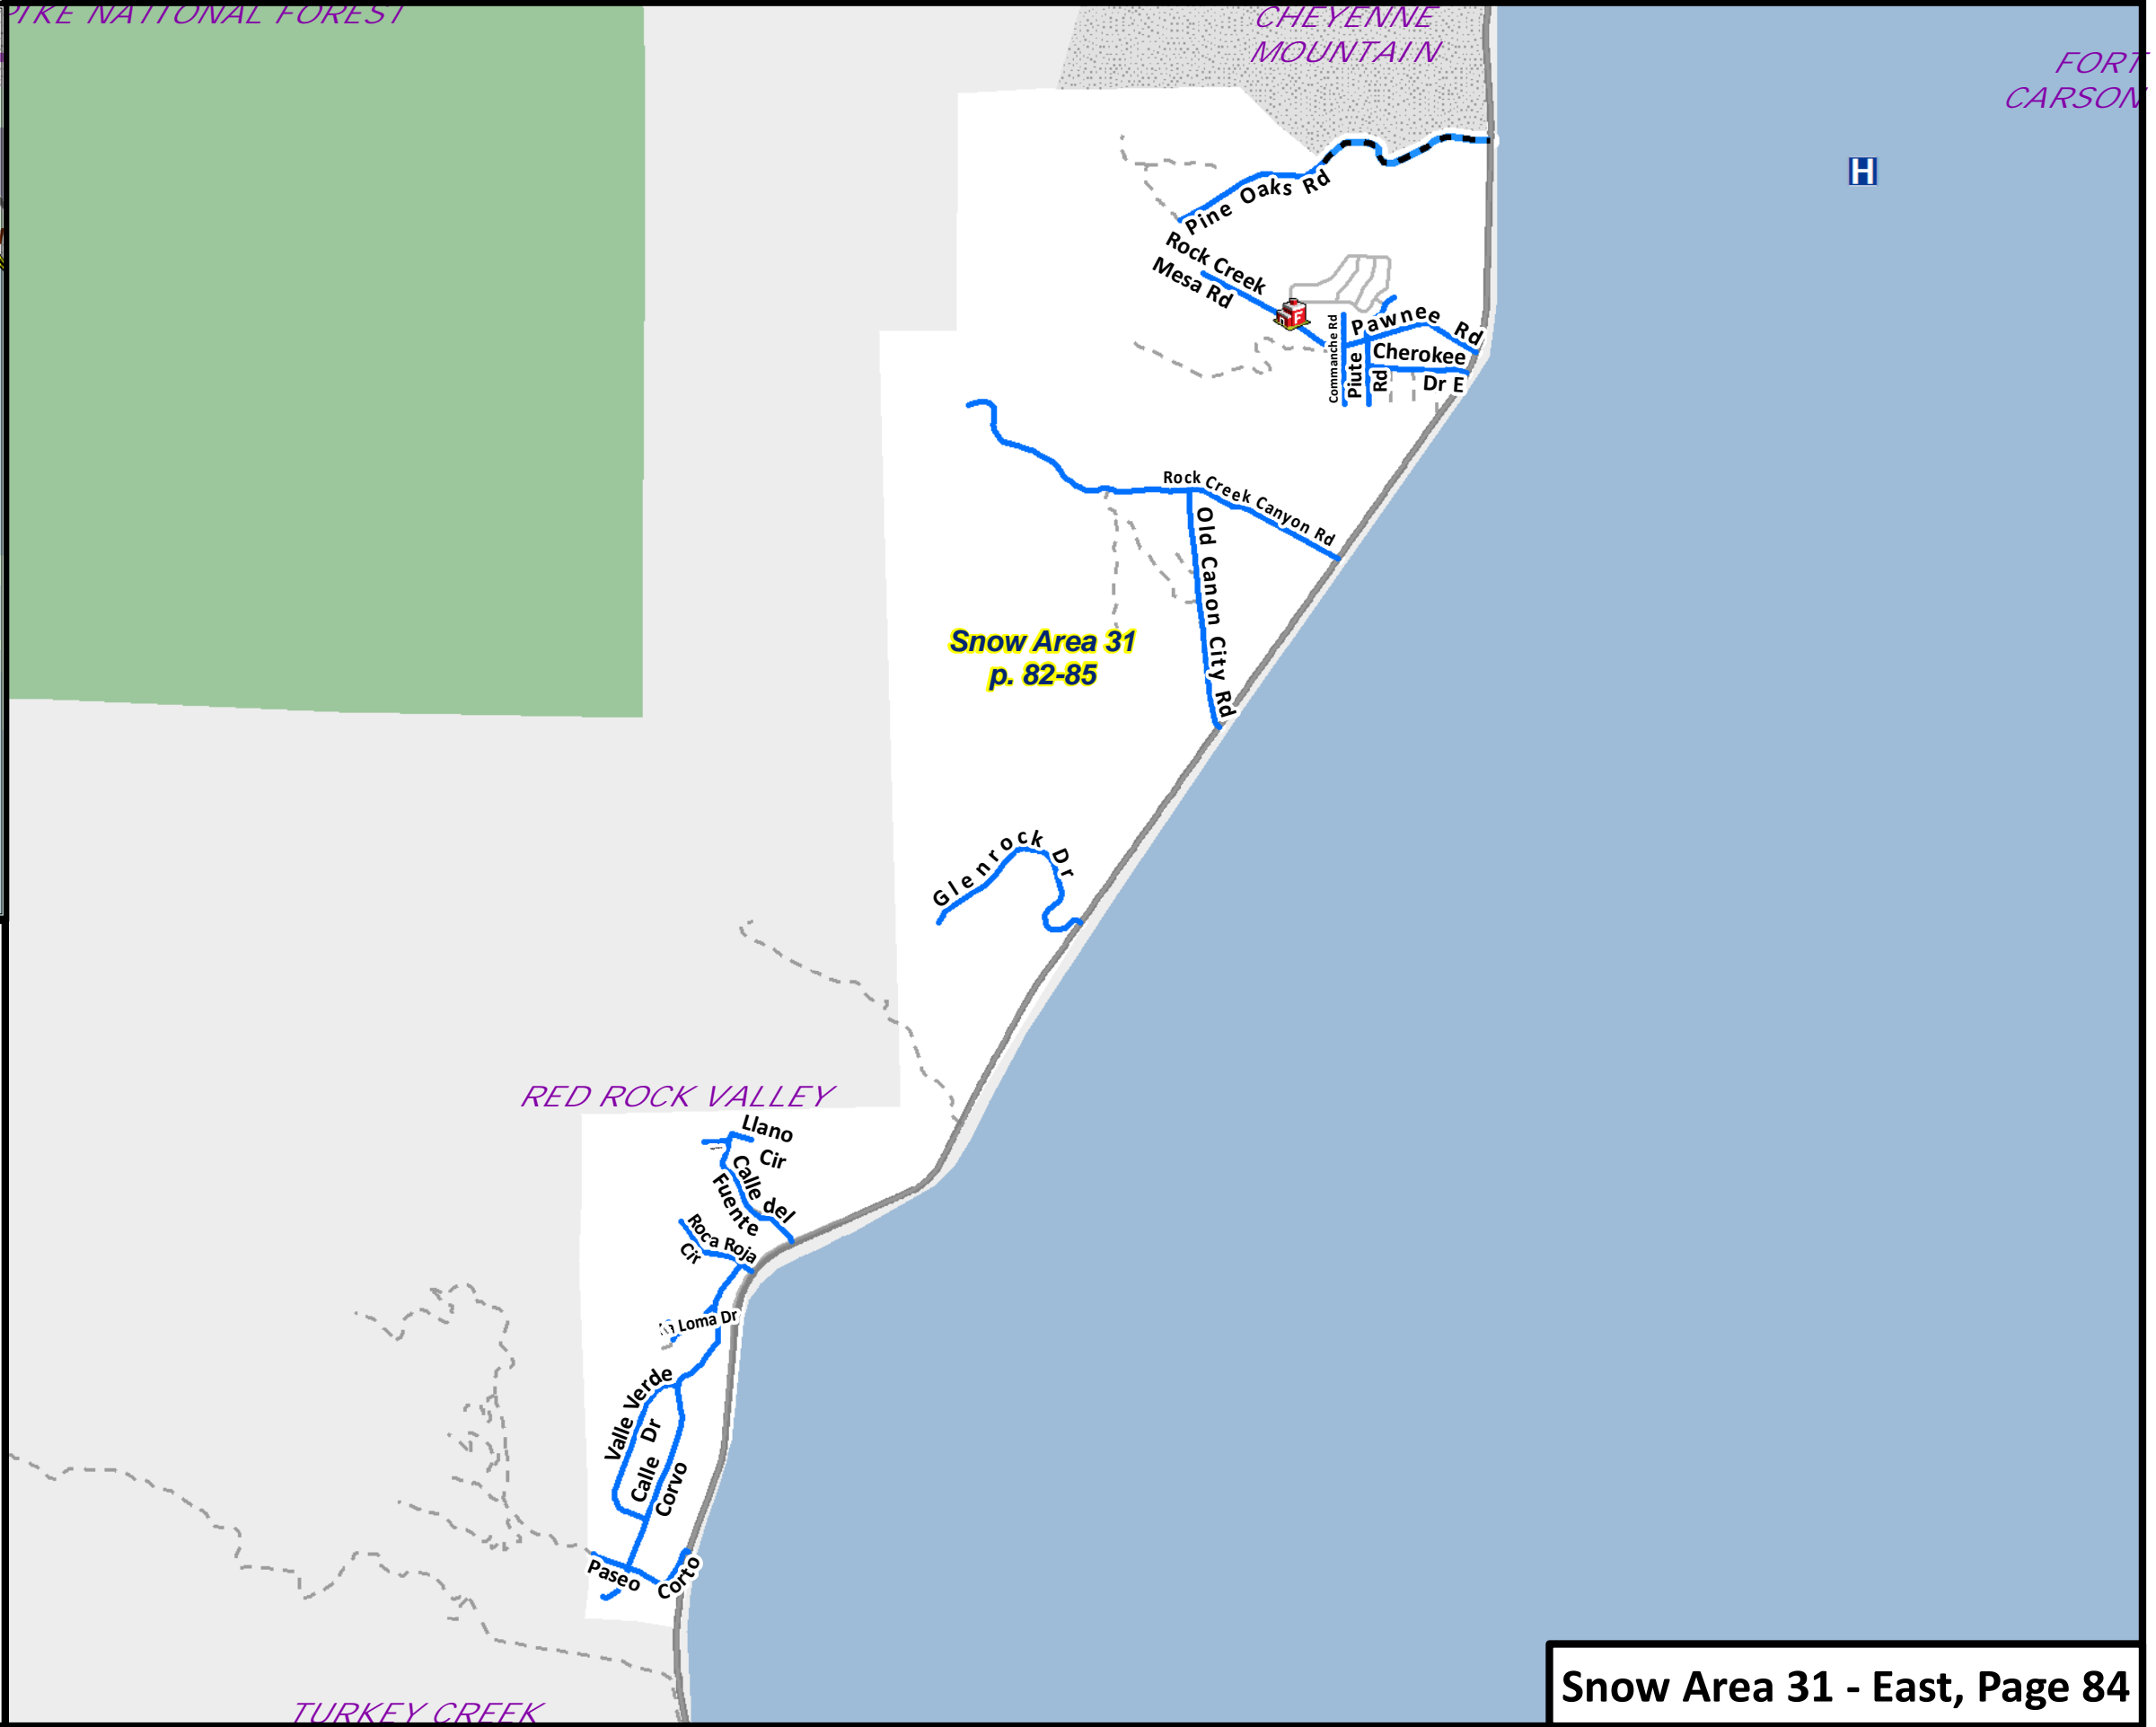 PIKE NATIONAL FOREST
CHEYENNE
MOUNTAIN
FORT
CARSON
H
Pine Oaks Rd
Rock Creek
Mesa Rd
F
Commanche Rd
Pawnee Rd
Piute
Rd
Cherokee
Dr E
Rock Creek Canyon Rd
Old Canon City Rd
Snow Area 31
p. 82-85
Glenrock Dr
RED ROCK VALLEY
Llano
Cir
Calle del
Fuente
Roca Roja
Cir
Loma Dr
Valle Verde
Dr
Calle
Corvo
Paseo
Corto
TURKEY CREEK
Snow Area 31 - East, Page 84